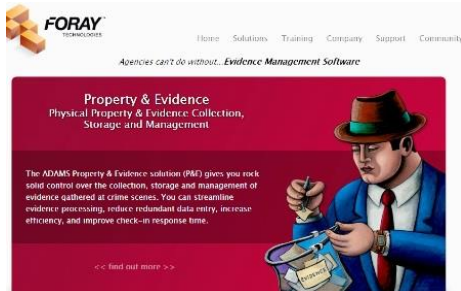 FORAY
TECHNOLOGIES
Home Solutions Training Company Support Community
Agencies can't do without...Evidence Management Software
Property & Evidence
Physical Property & Evidence Collection,
Storage and Management
The ADAMS Property & Evidence solution (P&E) gives you rock
solid control over the collection, storage and management of
evidence gathered at crime scenes. You can streamline
evidence processing, reduce redundant data entry, increase
efficiency, and improve check-in response time.
<< find out more >>
EVIDENCE